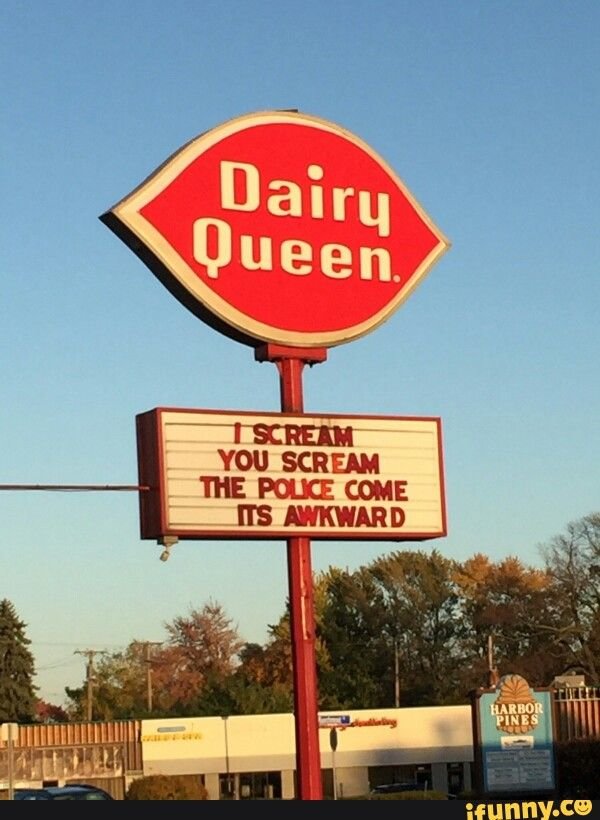 Dairy
Queen.
I SCREAM
YOU SCREAM
THE POLICE COME
ITS AWKWARD
HARBOR
PINES
ifunny.co